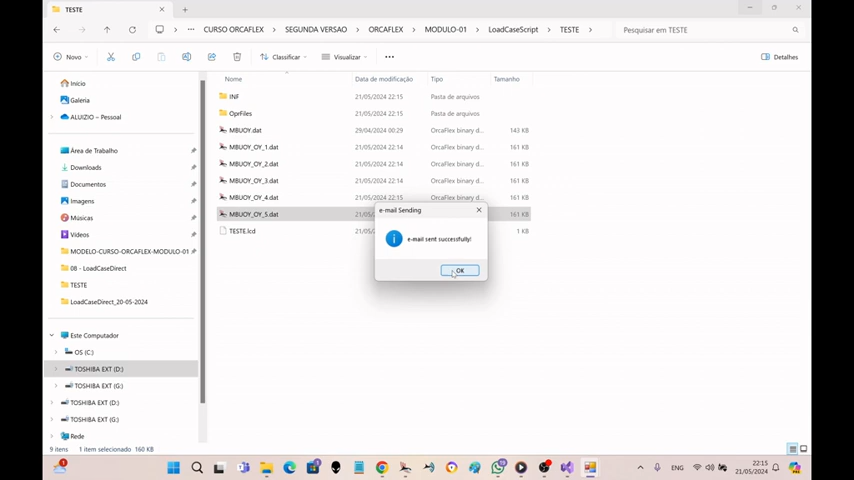 TESTE
CURSO ORCAFLEX > SEGUNDA VERSAO > ORCAFLEX > MODULO-01 > LoadCaseScript > TESTE >
Pesquisar em TESTE
Novo
Classificar
Visualizar
Detalhes
Início
Galeria
ALUIZIO – Pessoal
Área de Trabalho
Downloads
Documentos
Imagens
Músicas
Vídeos
MODELO-CURSO-ORCAFLEX-MODULO-01
08 - LoadCaseDirect
TESTE
LoadCaseDirect_20-05-2024
Este Computador
OS (C:)
TOSHIBA EXT (D:)
TOSHIBA EXT (G:)
TOSHIBA EXT (D:)
TOSHIBA EXT (G:)
Rede
Nome Data de modificação Tipo Tamanho
INF 21/05/2024 22:15 Pasta de arquivos
OprFiles 21/05/2024 22:15 Pasta de arquivos
MBUOY.dat 29/04/2024 00:29 OrcaFlex binary d... 143 KB
MBUOY_OY_1.dat 21/05/2024 22:14 OrcaFlex binary d... 161 KB
MBUOY_OY_2.dat 21/05/2024 22:14 OrcaFlex binary d... 161 KB
MBUOY_OY_3.dat 21/05/2024 22:14 OrcaFlex binary d... 161 KB
MBUOY_OY_4.dat 21/05/2024 22:15 OrcaFlex binary d... 161 KB
MBUOY_OY_5.dat 21/05 161 KB
TESTE.lcd 21/05 1 KB
e-mail Sending
e-mail sent successfully!
OK
9 itens 1 item selecionado 160 KB
ENG
22:15
21/05/2024